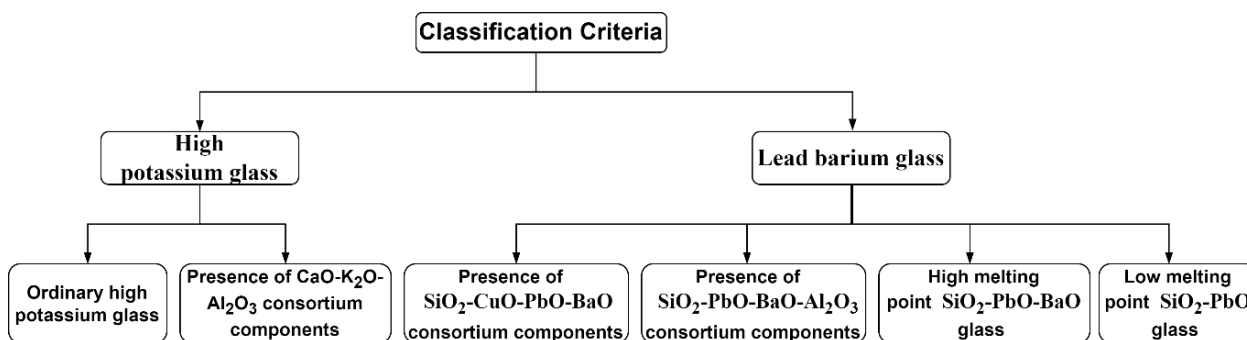 Classification Criteria
High
potassium glass
Lead barium glass
Ordinary high
potassium glass
Presence of CaO-K₂O-
Al₂O₃ consortium
components
Presence of
SiO₂-CuO-PbO-BaO
consortium components
Presence of
SiO₂-PbO-BaO-Al₂O₃
consortium components
High melting
point SiO₂-PbO-BaO
glass
Low melting
point SiO₂-PbO
glass